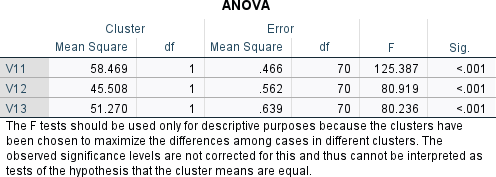 ANOVA
Cluster Error
Mean Square df Mean Square df F Sig.
V11 58.469 1 .466 70 125.387 <.001
V12 45.508 1 .562 70 80.919 <.001
V13 51.270 1 .639 70 80.236 <.001
The F tests should be used only for descriptive purposes because the clusters have
been chosen to maximize the differences among cases in different clusters. The
observed significance levels are not corrected for this and thus cannot be interpreted as
tests of the hypothesis that the cluster means are equal.